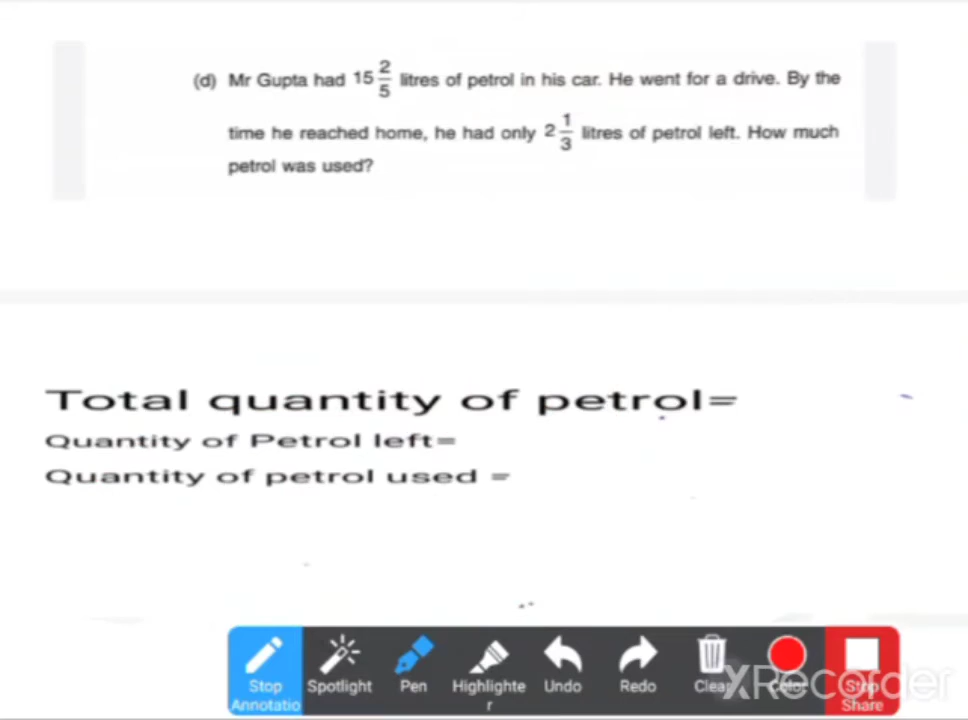 (d) Mr Gupta had 15 2/5 litres of petrol in his car. He went for a drive. By the
time he reached home, he had only 2 1/3 litres of petrol left. How much
petrol was used?
Total quantity of petrol=
Quantity of Petrol left=
Quantity of petrol used =
Stop Annotatio
Spotlight
Pen
Highlighte r
Undo
Redo
Clear
Color
Stop Share
XRecorder